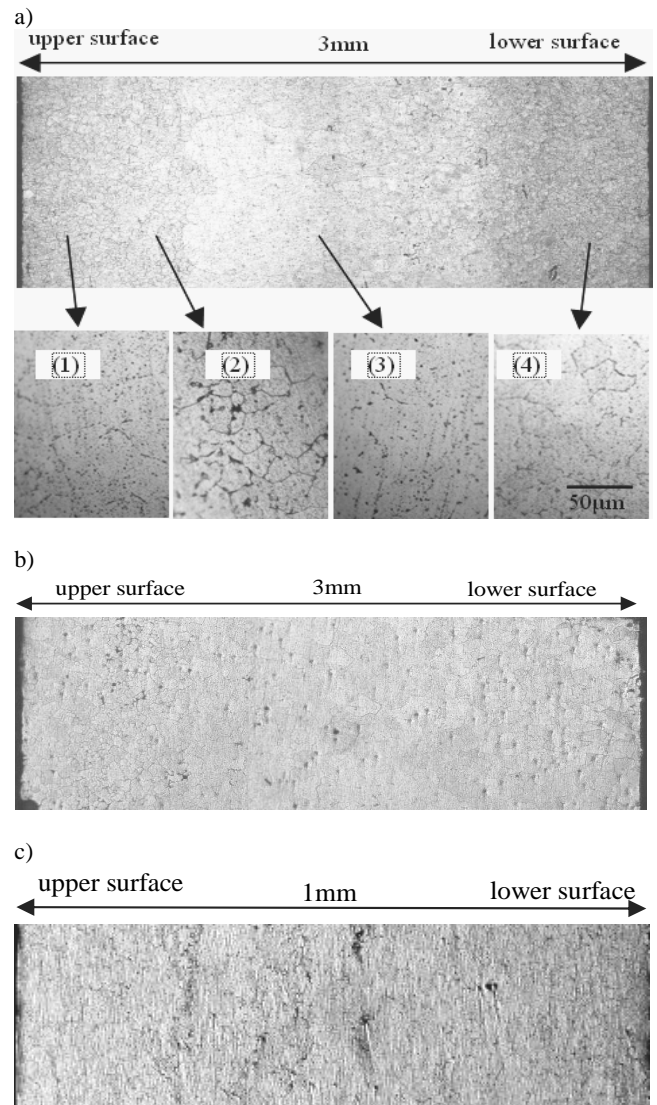 a)
upper surface 3mm lower surface
(1) (2) (3) (4)
50μm
b)
upper surface 3mm lower surface
c)
upper surface 1mm lower surface